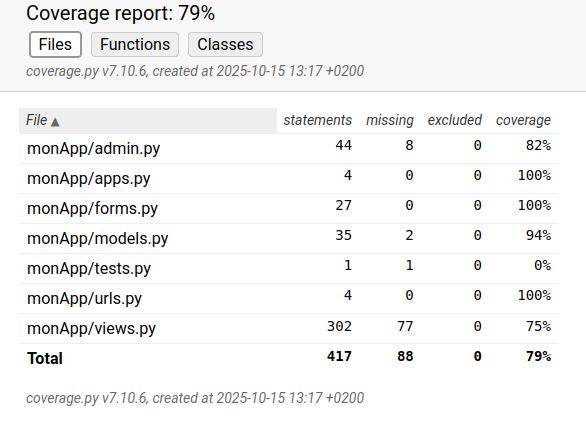 Coverage report: 79%
Files Functions Classes
coverage.py v7.10.6, created at 2025-10-15 13:17 +0200
File ▲ statements missing excluded coverage
monApp/admin.py 44 8 0 82%
monApp/apps.py 4 0 0 100%
monApp/forms.py 27 0 0 100%
monApp/models.py 35 2 0 94%
monApp/tests.py 1 1 0 0%
monApp/urls.py 4 0 0 100%
monApp/views.py 302 77 0 75%
Total 417 88 0 79%
coverage.py v7.10.6, created at 2025-10-15 13:17 +0200